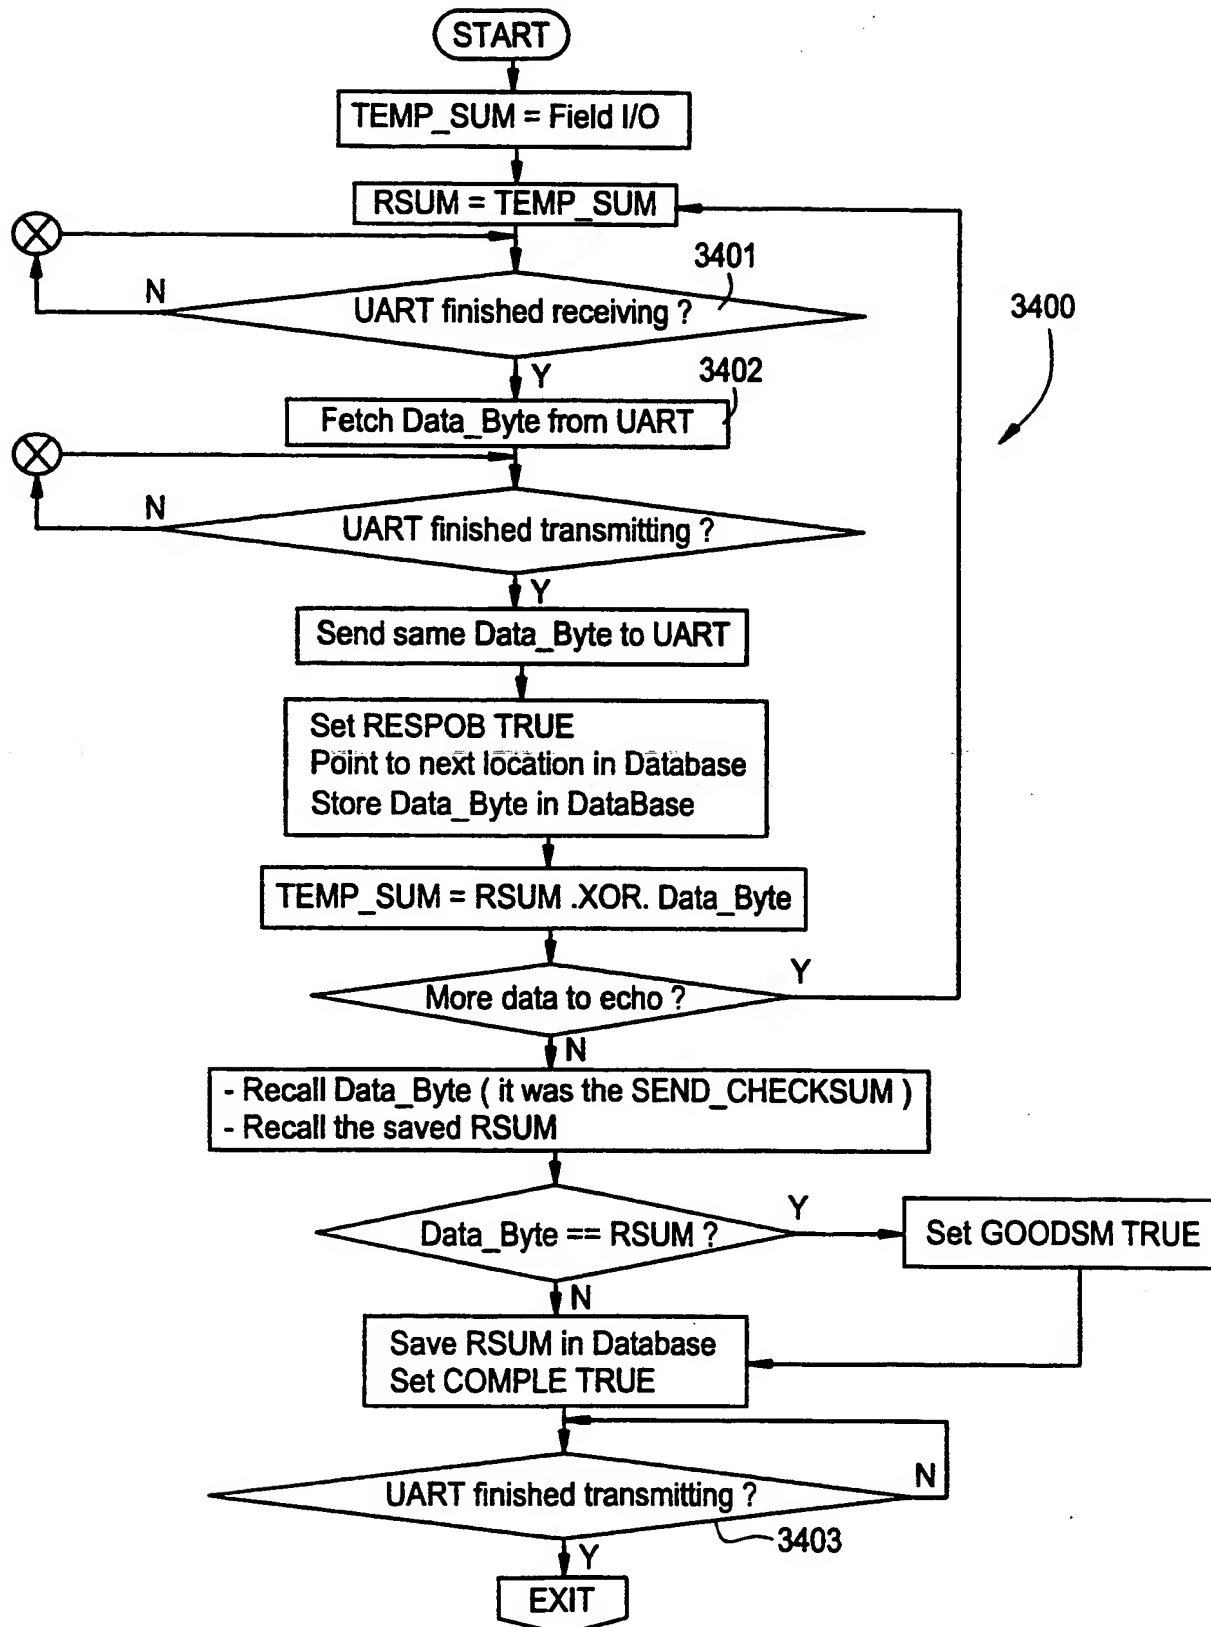 START
TEMP_SUM = Field I/O
RSUM = TEMP_SUM
3401
N
UART finished receiving ?
3400
Y
3402
Fetch Data_Byte from UART
N
UART finished transmitting ?
Y
Send same Data_Byte to UART
Set RESPOB TRUE
Point to next location in Database
Store Data_Byte in DataBase
TEMP_SUM = RSUM .XOR. Data_Byte
Y
More data to echo ?
N
- Recall Data_Byte ( it was the SEND_CHECKSUM )
- Recall the saved RSUM
Y
Data_Byte == RSUM ?
Set GOODSM TRUE
N
Save RSUM in Database
Set COMPLE TRUE
N
UART finished transmitting ?
3403
Y
EXIT